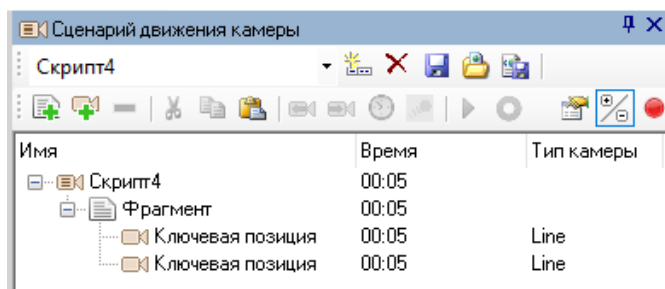 Сценарий движения камеры
Скрипт4
Имя Время Тип камеры
Скрипт4 00:05
Фрагмент 00:05
Ключевая позиция 00:05 Line
Ключевая позиция 00:05 Line